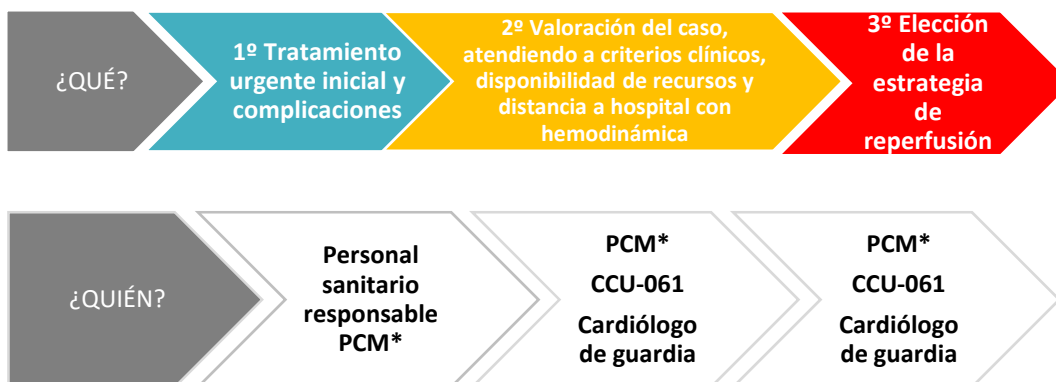 ¿QUÉ?
1º Tratamiento
urgente inicial y
complicaciones
2º Valoración del caso,
atendiendo a criterios clínicos,
disponibilidad de recursos y
distancia a hospital con
hemodinámica
3º Elección
de la
estrategia
de
reperfusión
¿QUIÉN?
Personal
sanitario
responsable
PCM*
PCM*
CCU-061
Cardiólogo
de guardia
PCM*
CCU-061
Cardiólogo
de guardia